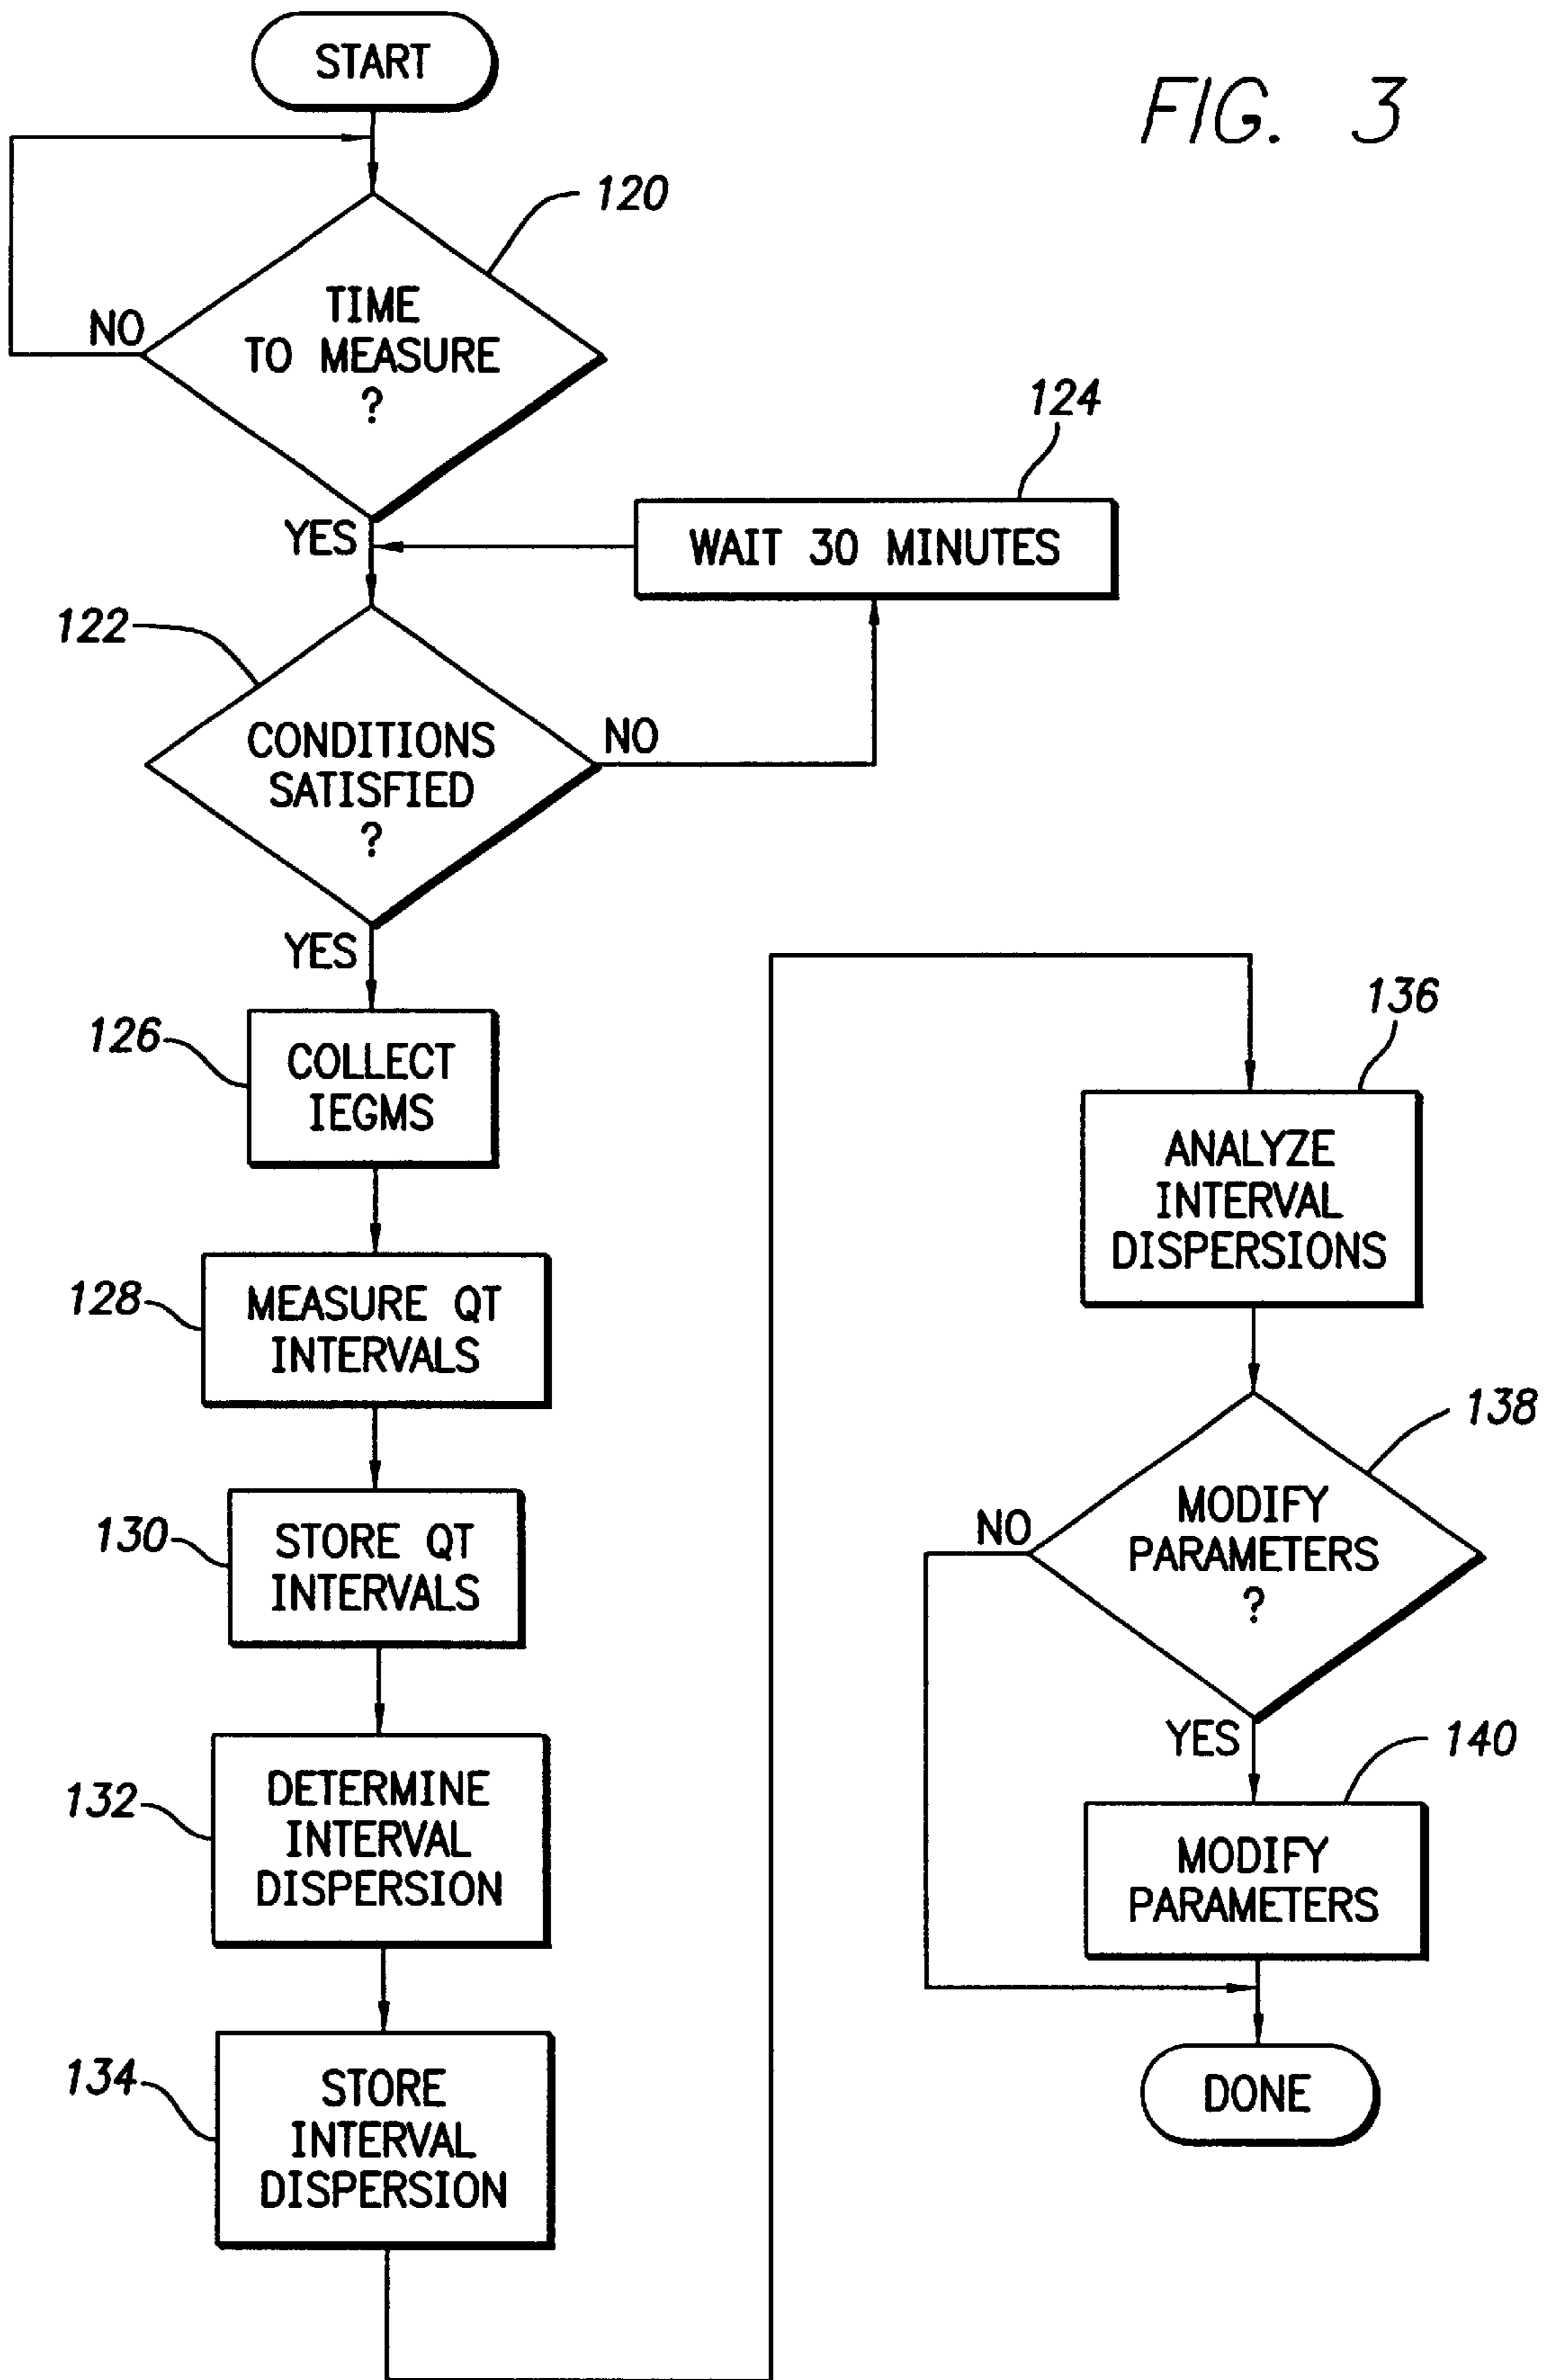 START
FIG. 3
120
TIME
TO MEASURE
?
NO
YES
124
WAIT 30 MINUTES
122
CONDITIONS
SATISFIED
?
NO
YES
126
COLLECT
IEGMS
128
MEASURE QT
INTERVALS
130
STORE QT
INTERVALS
132
DETERMINE
INTERVAL
DISPERSION
134
STORE
INTERVAL
DISPERSION
136
ANALYZE
INTERVAL
DISPERSIONS
138
MODIFY
PARAMETERS
?
NO
YES
140
MODIFY
PARAMETERS
DONE